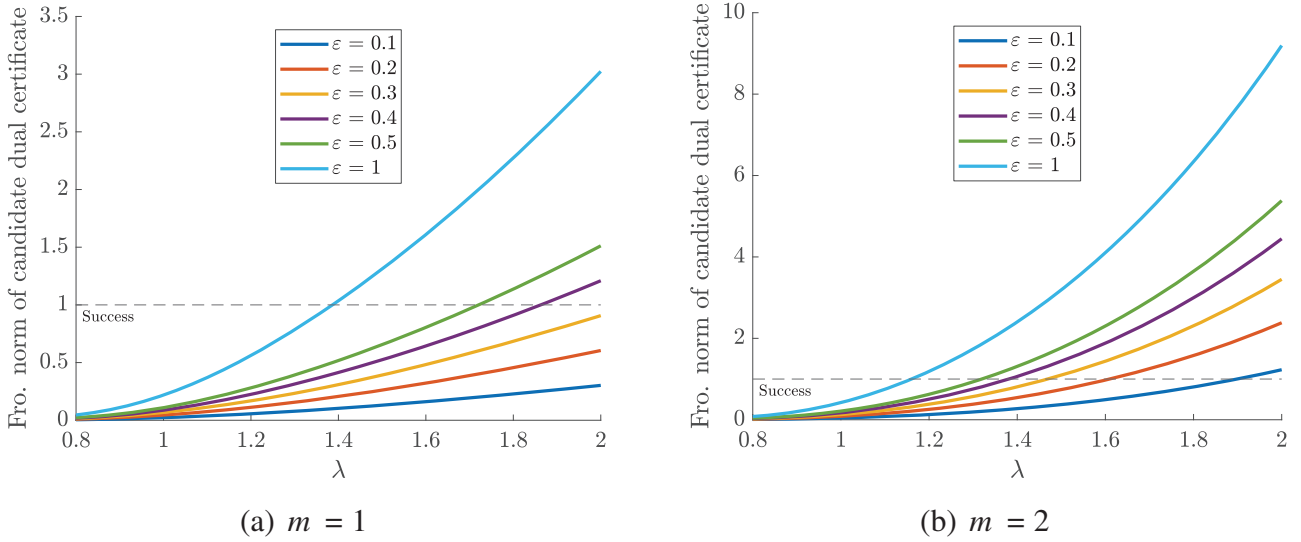 Fro. norm of candidate dual certificate
3.5
3
2.5
2
1.5
1
0.5
0
ε = 0.1
ε = 0.2
ε = 0.3
ε = 0.4
ε = 0.5
ε = 1
Success
0.8 1 1.2 1.4 1.6 1.8 2
λ
(a) m = 1
Fro. norm of candidate dual certificate
10
8
6
4
2
0
ε = 0.1
ε = 0.2
ε = 0.3
ε = 0.4
ε = 0.5
ε = 1
Success
0.8 1 1.2 1.4 1.6 1.8 2
λ
(b) m = 2